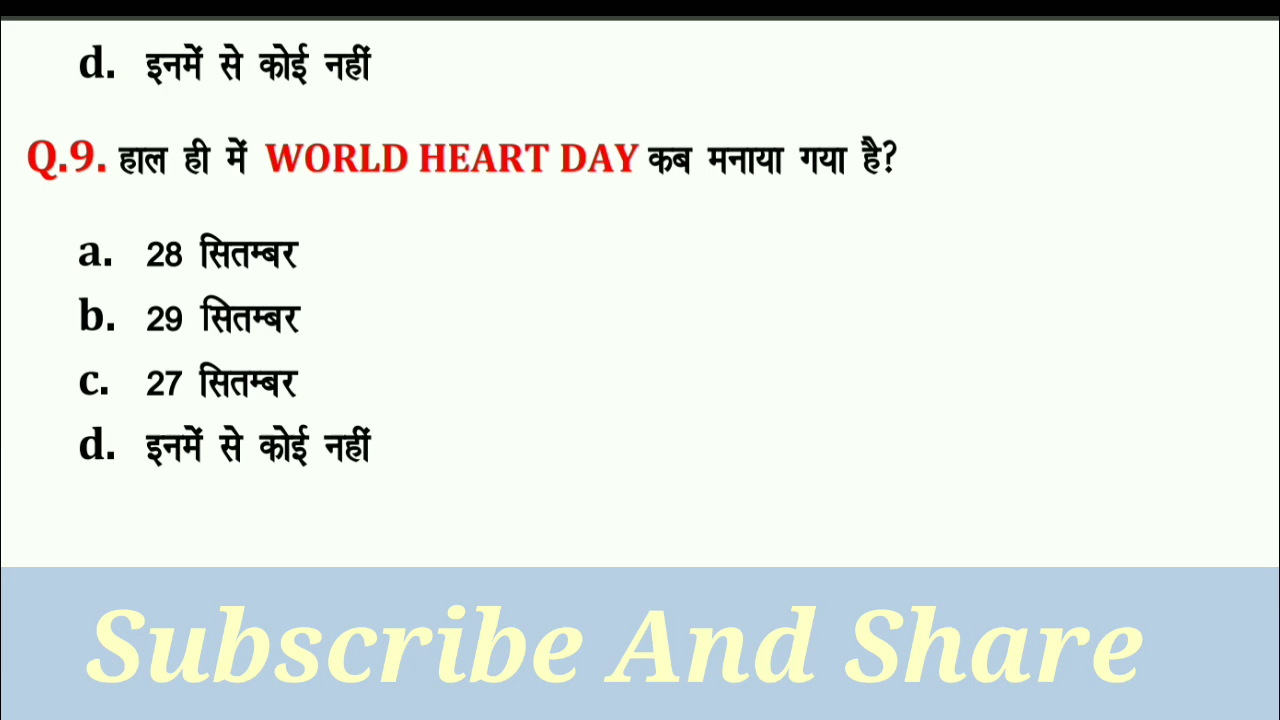 d. इनमें से कोई नहीं
Q.9. हाल ही में WORLD HEART DAY कब मनाया गया है?
a. 28 सितम्बर
b. 29 सितम्बर
c. 27 सितम्बर
d. इनमें से कोई नहीं
Subscribe And Share